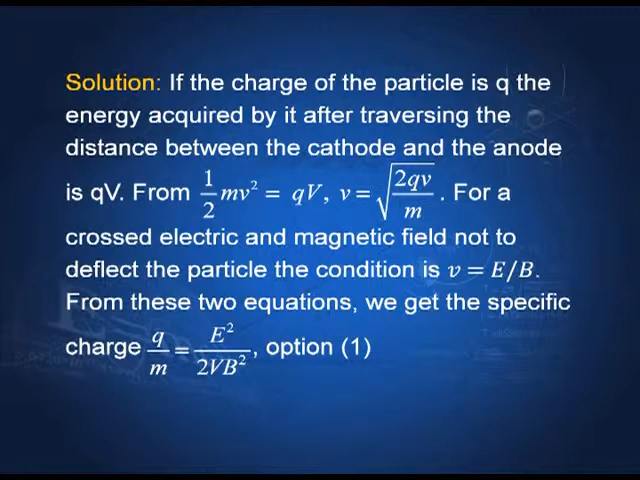 Solution: If the charge of the particle is q the
energy acquired by it after traversing the
distance between the cathode and the anode
is qV. From 1/2 mv² = qV, v = √(2qv/m). For a
crossed electric and magnetic field not to
deflect the particle the condition is v = E/B.
From these two equations, we get the specific
charge q/m = E²/2VB², option (1)